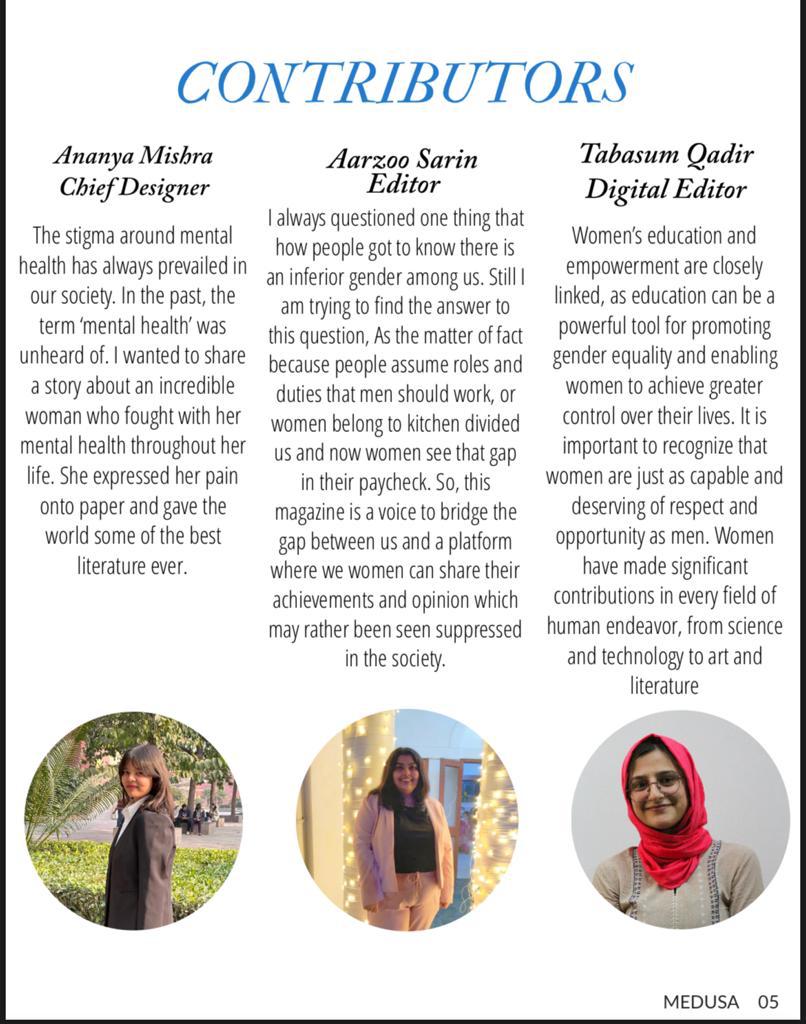 CONTRIBUTORS
Ananya Mishra
Chief Designer
The stigma around mental
health has always prevailed in
our society. In the past, the
term ‘mental health’ was
unheard of. I wanted to share
a story about an incredible
woman who fought with her
mental health throughout her
life. She expressed her pain
onto paper and gave the
world some of the best
literature ever.
Aarzoo Sarin
Editor
I always questioned one thing that
how people got to know there is
an inferior gender among us. Still I
am trying to find the answer to
this question, As the matter of fact
because people assume roles and
duties that men should work, or
women belong to kitchen divided
us and now women see that gap
in their paycheck. So, this
magazine is a voice to bridge the
gap between us and a platform
where we women can share their
achievements and opinion which
may rather been seen suppressed
in the society.
Tabasum Qadir
Digital Editor
Women’s education and
empowerment are closely
linked, as education can be a
powerful tool for promoting
gender equality and enabling
women to achieve greater
control over their lives. It is
important to recognize that
women are just as capable and
deserving of respect and
opportunity as men. Women
have made significant
contributions in every field of
human endeavor, from science
and technology to art and
literature
MEDUSA 05